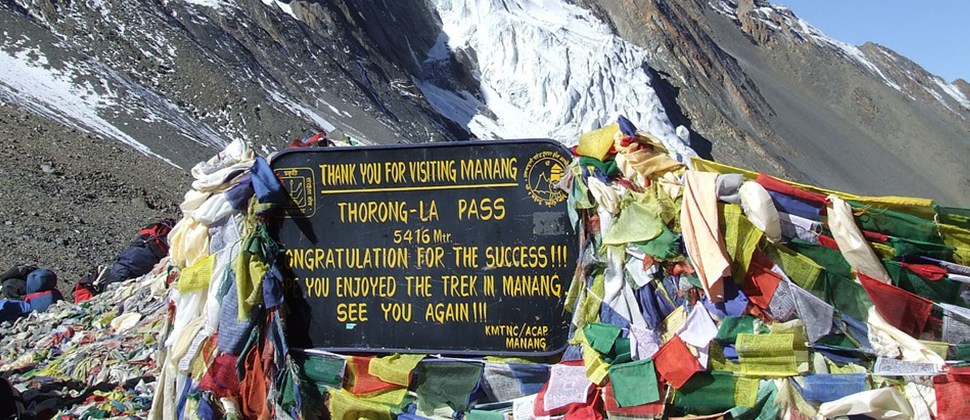 THANK YOU FOR VISITING MANANG
THORONG-LA PASS
5416 Mtr.
ONGRATULATION FOR THE SUCCESS!!!
YOU ENJOYED THE TREK IN MANANG
SEE YOU AGAIN!!!
KMTNC/ACAP
MANANG